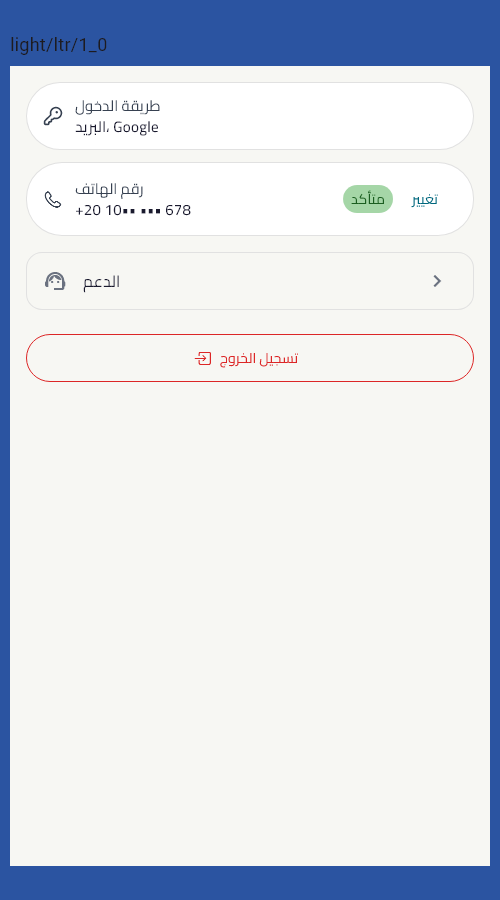 light/ltr/1_0
طريقة الدخول
البريد، Google
رقم الهاتف
+20 10▪▪ ▪▪▪ 678
متأكد
تغيير
الدعم
تسجيل الخروج